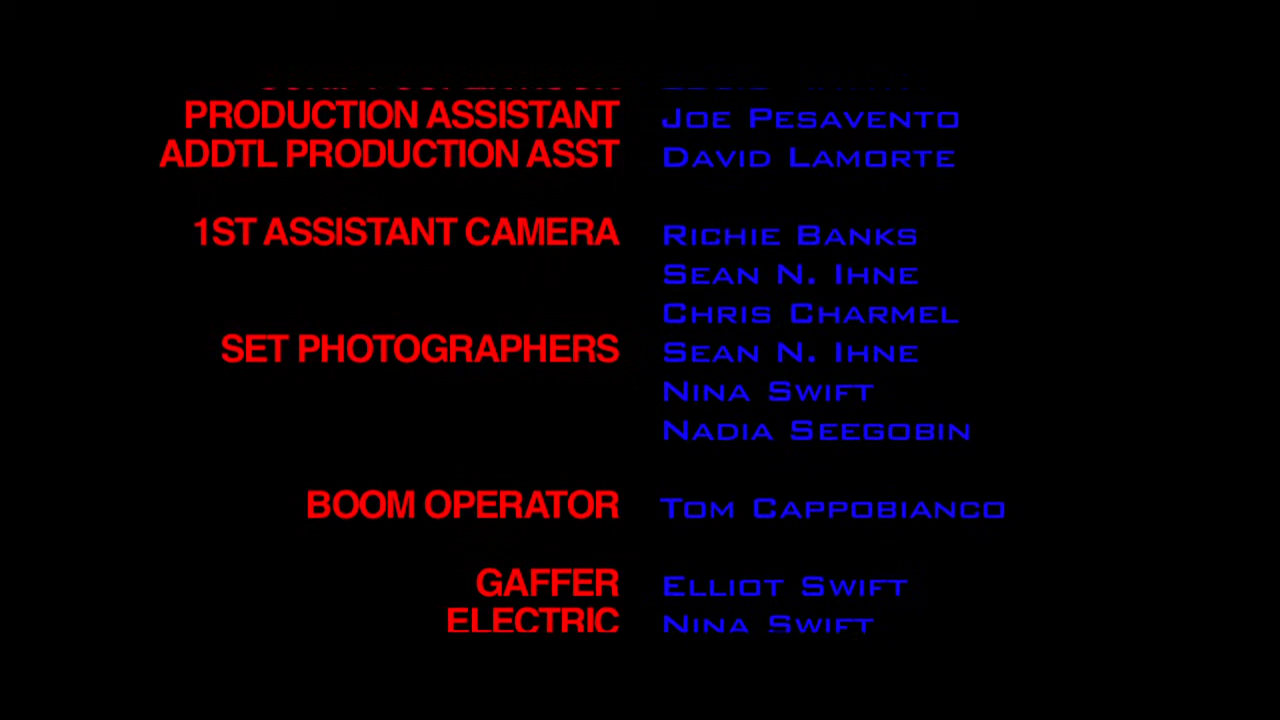 PRODUCTION ASSISTANT Joe Pesavento
ADDTL PRODUCTION ASST David Lamorte
1ST ASSISTANT CAMERA Richie Banks
Sean N. Ihne
Chris Charmel
SET PHOTOGRAPHERS Sean N. Ihne
Nina Swift
Nadia Seegobin
BOOM OPERATOR Tom Cappobianco
GAFFER Elliot Swift
ELECTRIC Nina Swift